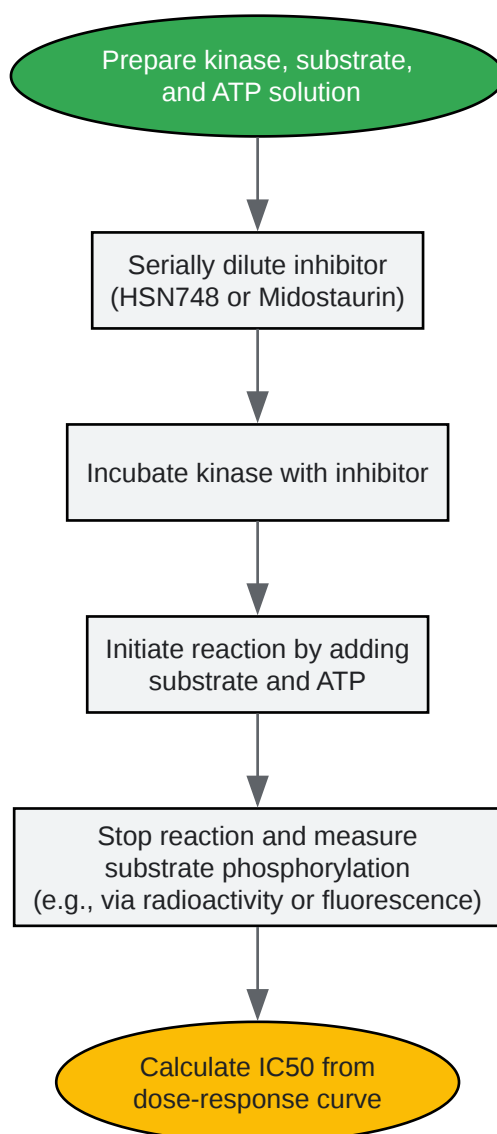 Prepare kinase, substrate,
and ATP solution
Serially dilute inhibitor
(HSN748 or Midostaurin)
Incubate kinase with inhibitor
Initiate reaction by adding
substrate and ATP
Stop reaction and measure
substrate phosphorylation
(e.g., via radioactivity or fluorescence)
Calculate IC50 from
dose-response curve